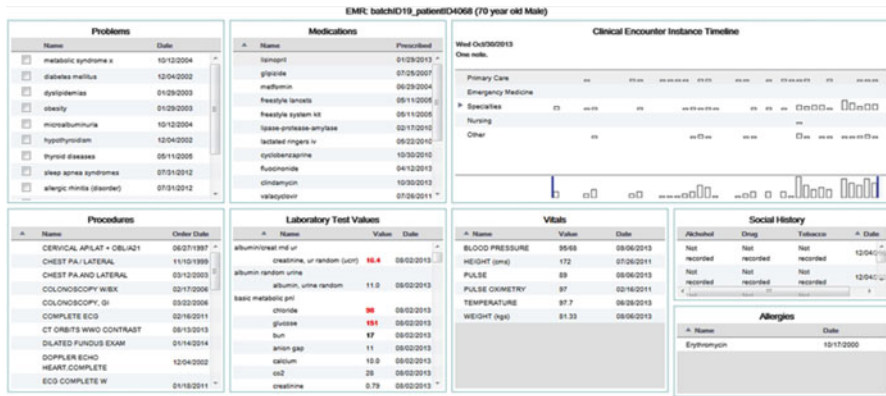 EMR: batchID19_patientID4068 (70 year old Male)
Problems
Name Date
metabolic syndrome x 10/12/2004
diabetes mellitus 12/04/2002
dyslipidemias 01/29/2003
obesity 01/29/2003
microalbuminuria 10/12/2004
hypothyroidism 12/04/2002
thyroid diseases 05/11/2005
sleep apnea syndromes 07/31/2012
allergic rhinitis (disorder) 07/31/2012
Medications
Name Prescribed
lisinopril 01/29/2013
glipizide 07/25/2007
metformin 06/29/2004
freestyle lancets 05/11/2005
freestyle system kit 05/11/2005
lipase-protease-amylase 02/17/2010
lactated ringers iv 05/22/2010
cyclobenzaprine 10/30/2010
fluocinonide 04/12/2013
clindamycin 10/30/2013
valacyclovir 07/28/2011
Clinical Encounter Instance Timeline
Wed Oct/30/2013
One note.
Primary Care
Emergency Medicine
Specialties
Nursing
Other
Procedures
Name Order Date
CERVICAL AP/LAT + OBL/A21 06/27/1997
CHEST PA / LATERAL 11/10/1999
CHEST PA AND LATERAL 03/12/2003
COLONOSCOPY W/BX 02/17/2006
COLONOSCOPY, GI 03/22/2006
COMPLETE ECG 02/16/2011
CT ORBITS WWO CONTRAST 08/13/2013
DILATED FUNDUS EXAM 01/14/2014
DOPPLER ECHO
HEART,COMPLETE 12/04/2002
ECG COMPLETE W 01/18/2011
Laboratory Test Values
Name Value Date
albumin/creat rnd ur
creatinine, ur random (ucrr) 16.4 08/02/2013
albumin random urine
albumin, urine random 11.0 08/02/2013
basic metabolic pnl
chloride 98 08/02/2013
glucose 151 08/02/2013
bun 17 08/02/2013
anion gap 11 08/02/2013
calcium 10.0 08/02/2013
co2 28 08/02/2013
creatinine 0.79 08/02/2013
Vitals
Name Value Date
BLOOD PRESSURE 95/68 08/06/2013
HEIGHT (cms) 172 07/26/2011
PULSE 89 08/06/2013
PULSE OXIMETRY 97 02/16/2011
TEMPERATURE 97.7 06/28/2013
WEIGHT (kgs) 81.33 08/06/2013
Social History
Alchohol Drug Tobacco Date
Not Not Not
recorded recorded recorded
Not Not Not
recorded recorded recorded
Allergies
Name Date
Erythromycin 10/17/2000